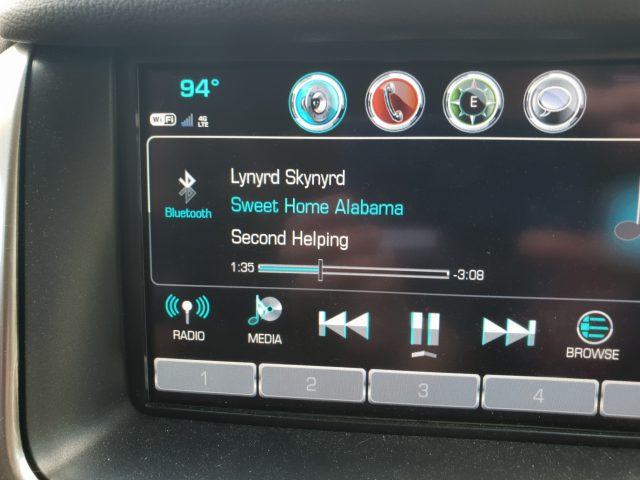 94°
E
WiFi
4G
LTE
Lynyrd Skynyrd
Bluetooth
Sweet Home Alabama
Second Helping
1:35
-3:08
RADIO
MEDIA
BROWSE
1
2
3
4